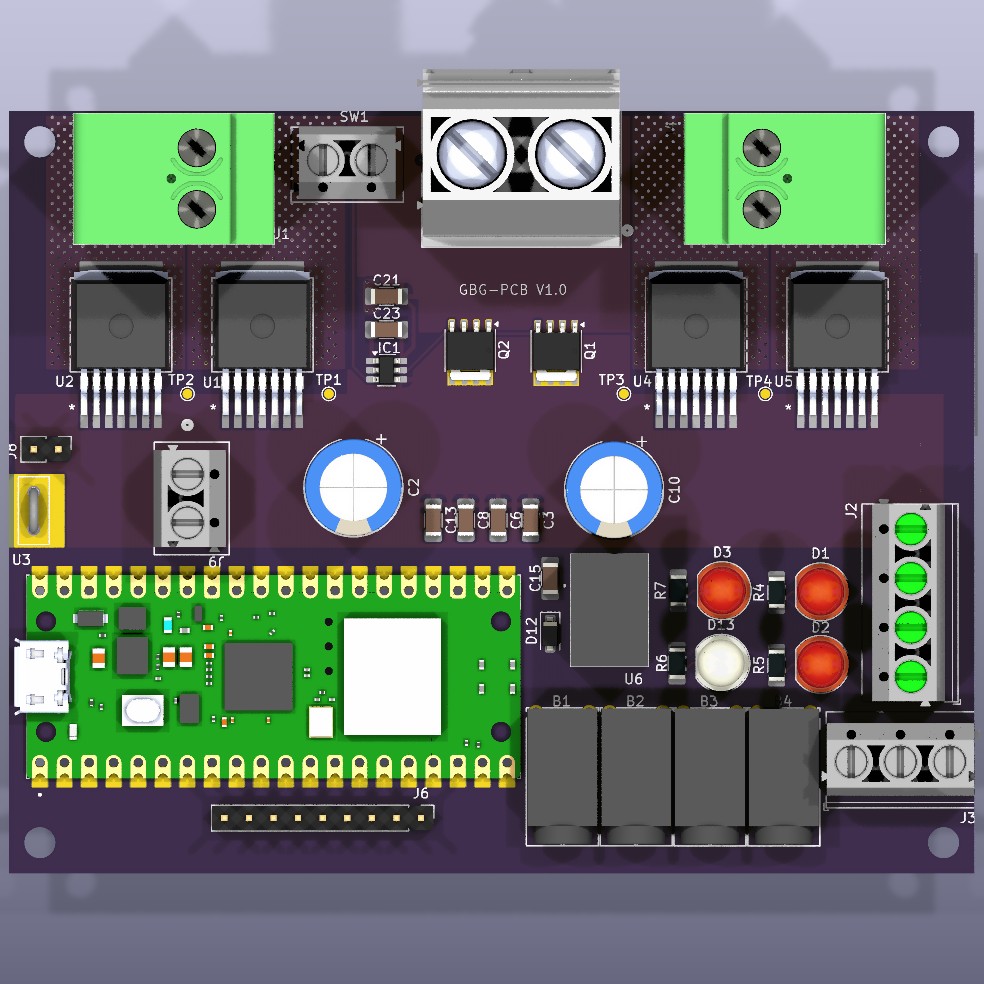 SW1
J1
C21
GBG-PCB V1.0
C23
IC1
Q2
Q1
U2
TP2
U1
TP1
TP3
U4
TP4
U5
*
*
*
*
+
+
J8
C2
C10
C13
C8
C6
C3
J2
U3
J9
C15
R7
D3
R4
D1
D12
R6
D13
R5
D2
U6
B1
B2
B3
J6
J3